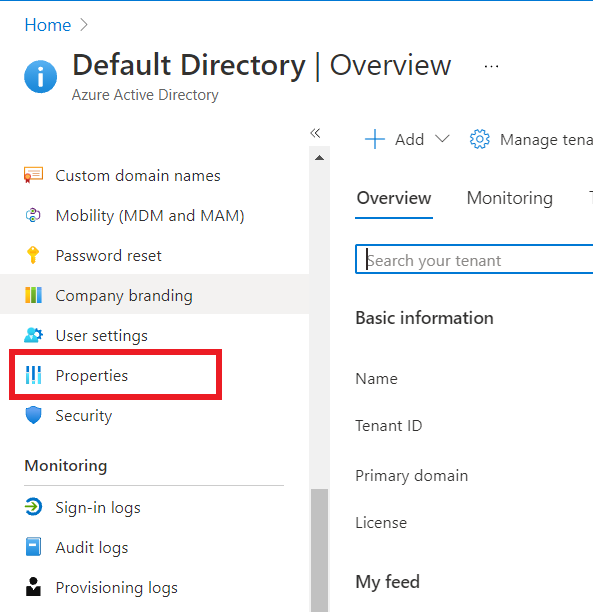 Home
Default Directory | Overview ...
Azure Active Directory
Custom domain names
Mobility (MDM and MAM)
Password reset
Company branding
User settings
Properties
Security
Monitoring
Sign-in logs
Audit logs
Provisioning logs
Add
Manage tena
Overview
Monitoring
Search your tenant
Basic information
Name
Tenant ID
Primary domain
License
My feed